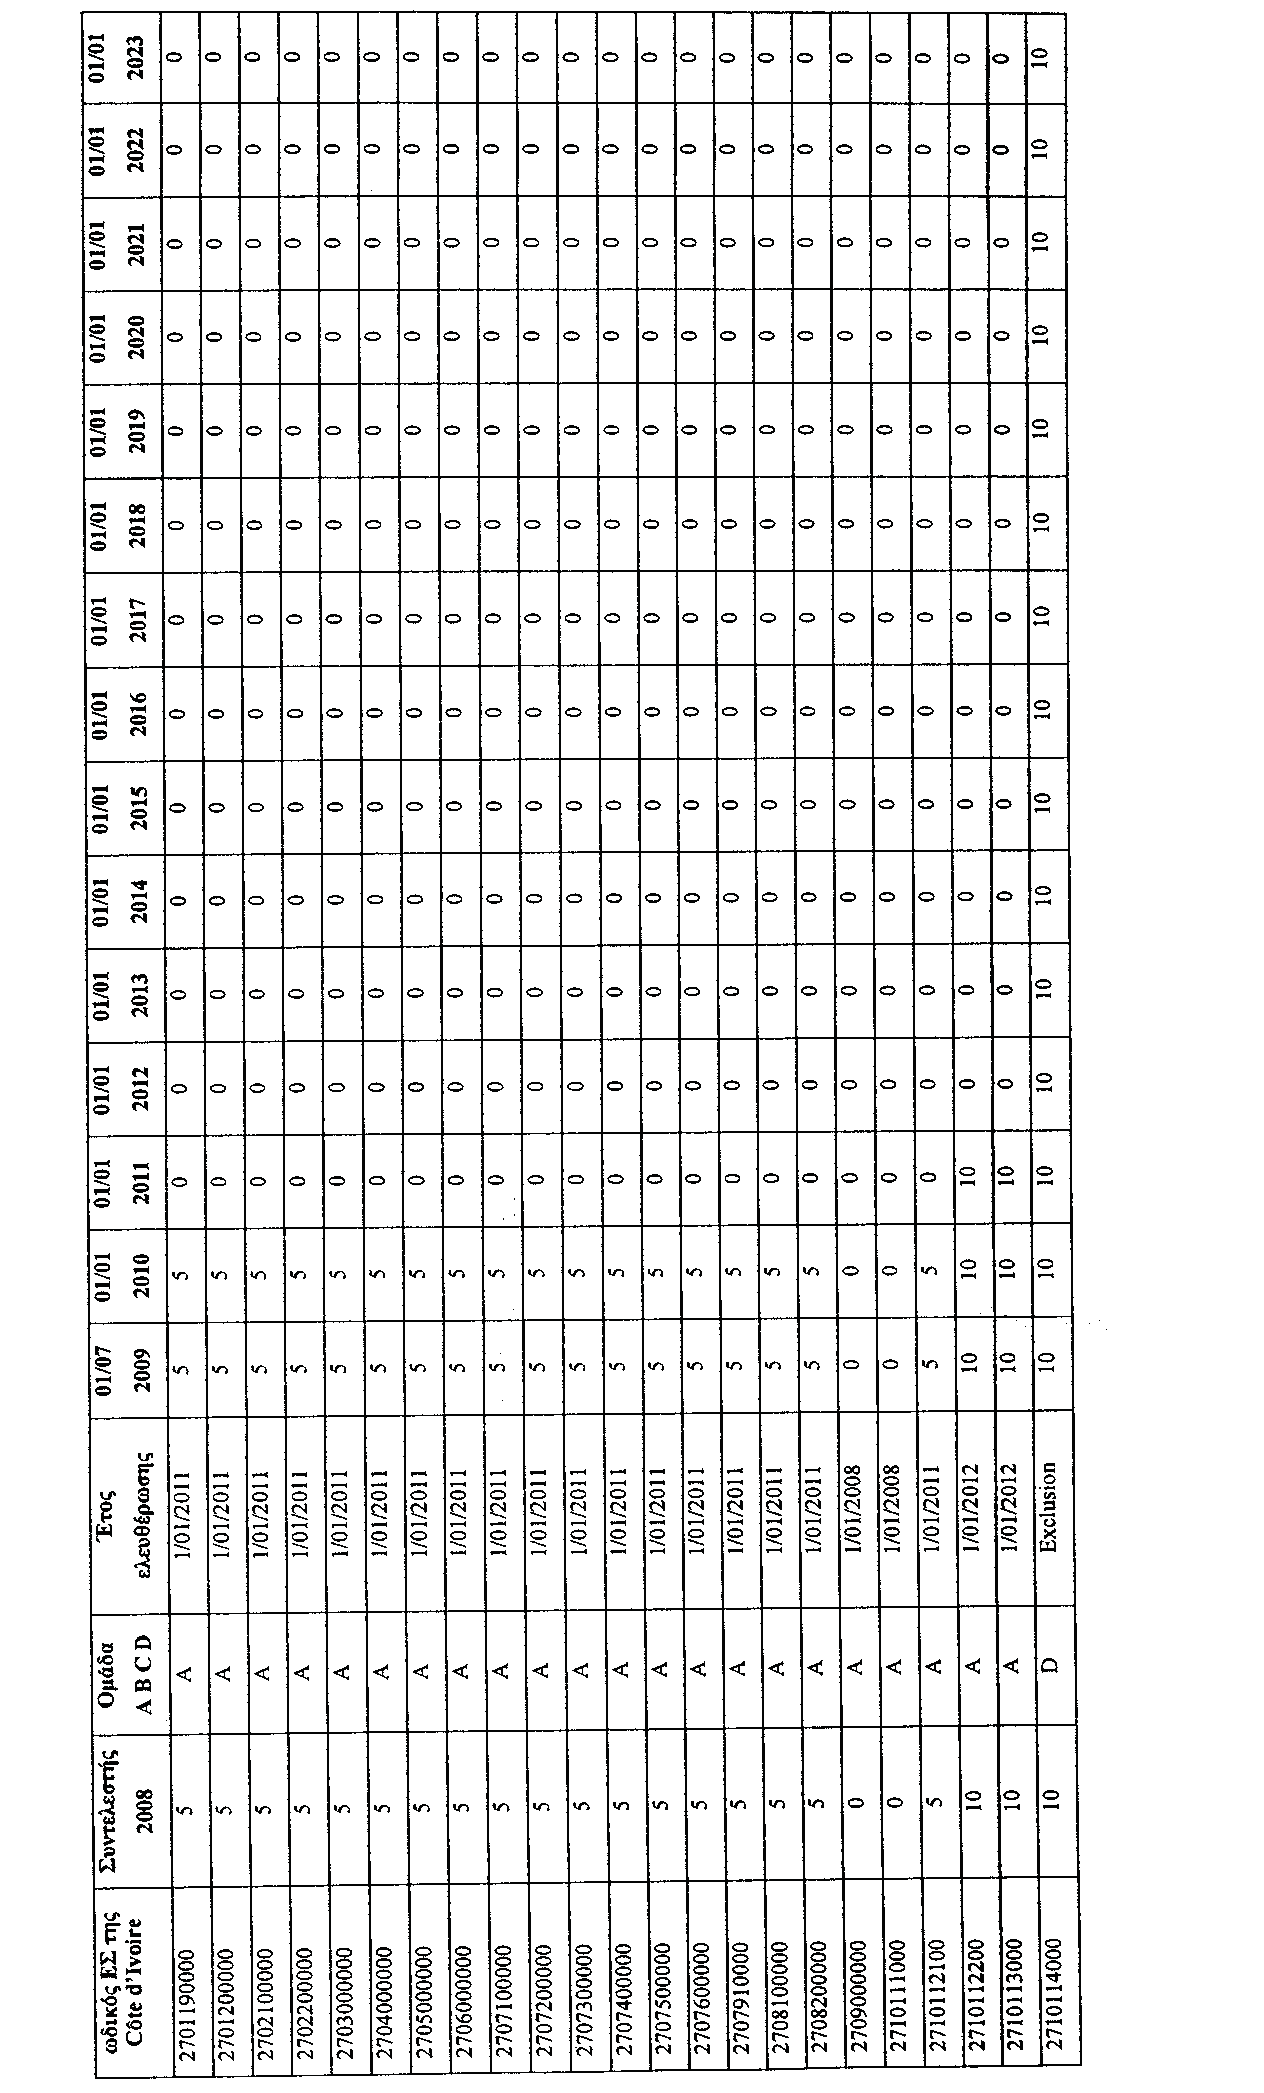 ωδικός ΕΣ της Côte d'Ivoire | Συντελεστής 2008 | Ομάδα A B C D | Έτος ελευθέρωσης | 01/07 2009 | 01/01 2010 | 01/01 2011 | 01/01 2012 | 01/01 2013 | 01/01 2014 | 01/01 2015 | 01/01 2016 | 01/01 2017 | 01/01 2018 | 01/01 2019 | 01/01 2020 | 01/01 2021 | 01/01 2022 | 01/01 2023
2701190000 5 A 1/01/2011 5 5 0 0 0 0 0 0 0 0 0 0 0 0 0
2701200000 5 A 1/01/2011 5 5 0 0 0 0 0 0 0 0 0 0 0 0 0
2702100000 5 A 1/01/2011 5 5 0 0 0 0 0 0 0 0 0 0 0 0 0
2702200000 5 A 1/01/2011 5 5 0 0 0 0 0 0 0 0 0 0 0 0 0
2703000000 5 A 1/01/2011 5 5 0 0 0 0 0 0 0 0 0 0 0 0 0
2704000000 5 A 1/01/2011 5 5 0 0 0 0 0 0 0 0 0 0 0 0 0
2705000000 5 A 1/01/2011 5 5 0 0 0 0 0 0 0 0 0 0 0 0 0
2706000000 5 A 1/01/2011 5 5 0 0 0 0 0 0 0 0 0 0 0 0 0
2707100000 5 A 1/01/2011 5 5 0 0 0 0 0 0 0 0 0 0 0 0 0
2707200000 5 A 1/01/2011 5 5 0 0 0 0 0 0 0 0 0 0 0 0 0
2707300000 5 A 1/01/2011 5 5 0 0 0 0 0 0 0 0 0 0 0 0 0
2707400000 5 A 1/01/2011 5 5 0 0 0 0 0 0 0 0 0 0 0 0 0
2707500000 5 A 1/01/2011 5 5 0 0 0 0 0 0 0 0 0 0 0 0 0
2707600000 5 A 1/01/2011 5 5 0 0 0 0 0 0 0 0 0 0 0 0 0
2707910000 5 A 1/01/2011 5 5 0 0 0 0 0 0 0 0 0 0 0 0 0
2708100000 5 A 1/01/2011 5 5 0 0 0 0 0 0 0 0 0 0 0 0 0
2708200000 5 A 1/01/2011 5 5 0 0 0 0 0 0 0 0 0 0 0 0 0
2709000000 0 A 1/01/2008 0 0 0 0 0 0 0 0 0 0 0 0 0 0 0
2710111000 0 A 1/01/2008 0 0 0 0 0 0 0 0 0 0 0 0 0 0 0
2710112100 5 A 1/01/2011 5 5 0 0 0 0 0 0 0 0 0 0 0 0 0
2710112200 10 A 1/01/2012 10 10 10 0 0 0 0 0 0 0 0 0 0 0 0
2710113000 10 A 1/01/2012 10 10 10 0 0 0 0 0 0 0 0 0 0 0 0
2710114000 10 D Exclusion 10 10 10 10 10 10 10 10 10 10 10 10 10 10 10